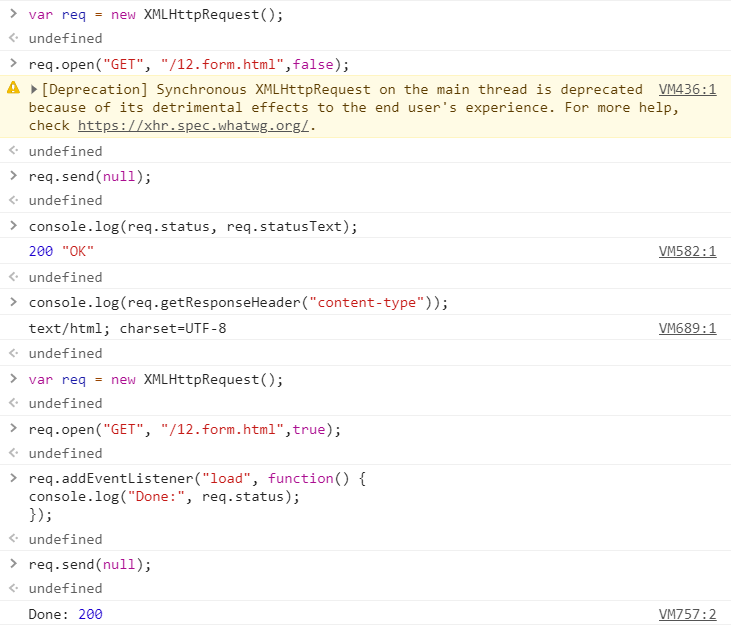 > var req = new XMLHttpRequest();
undefined
> req.open("GET", "/12.form.html",false);
[Deprecation] Synchronous XMLHttpRequest on the main thread is deprecated VM436:1
because of its detrimental effects to the end user's experience. For more help,
check https://xhr.spec.whatwg.org/.
undefined
> req.send(null);
undefined
> console.log(req.status, req.statusText);
200 "OK" VM582:1
undefined
> console.log(req.getResponseHeader("content-type"));
text/html; charset=UTF-8 VM689:1
undefined
> var req = new XMLHttpRequest();
undefined
> req.open("GET", "/12.form.html",true);
undefined
> req.addEventListener("load", function() {
console.log("Done:", req.status);
});
undefined
> req.send(null);
undefined
Done: 200 VM757:2